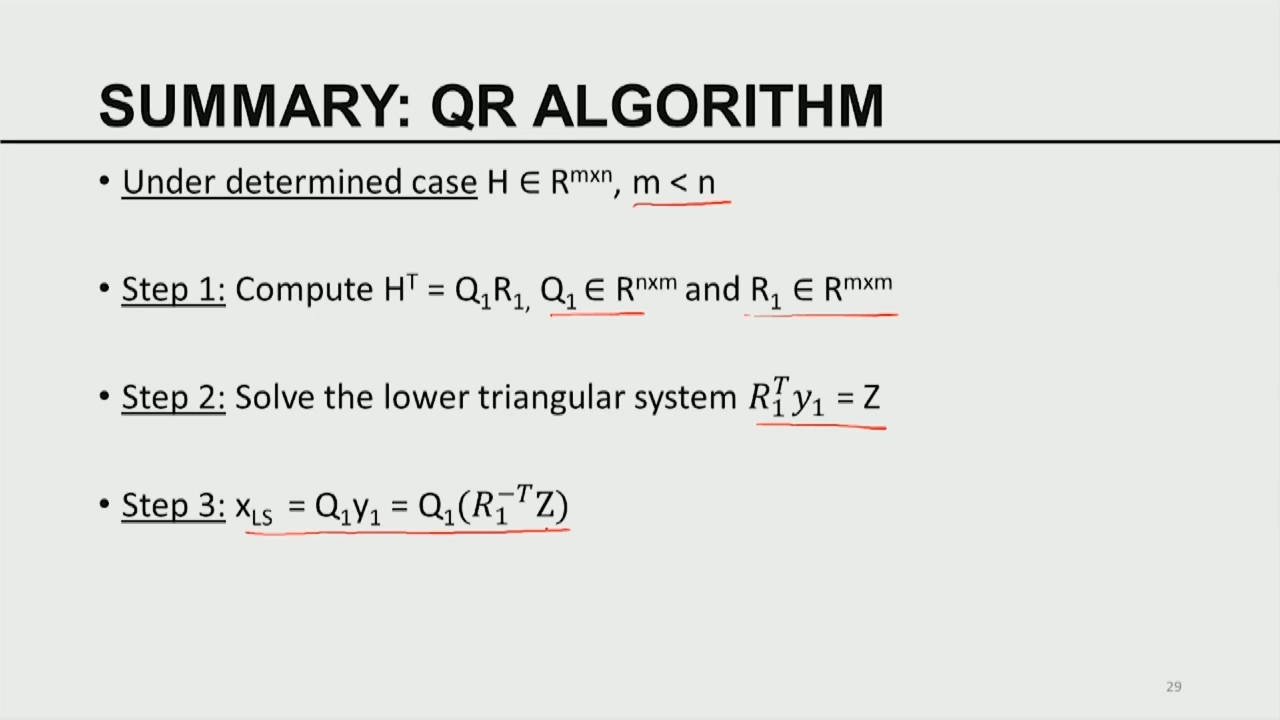 SUMMARY: QR ALGORITHM
• Under determined case H ∈ Rᵐˣⁿ, m < n
• Step 1: Compute Hᵀ = Q₁R₁, Q₁ ∈ Rⁿˣᵐ and R₁ ∈ Rᵐˣᵐ
• Step 2: Solve the lower triangular system R₁ᵀy₁ = Z
• Step 3: x_LS = Q₁y₁ = Q₁(R₁⁻ᵀZ)
29